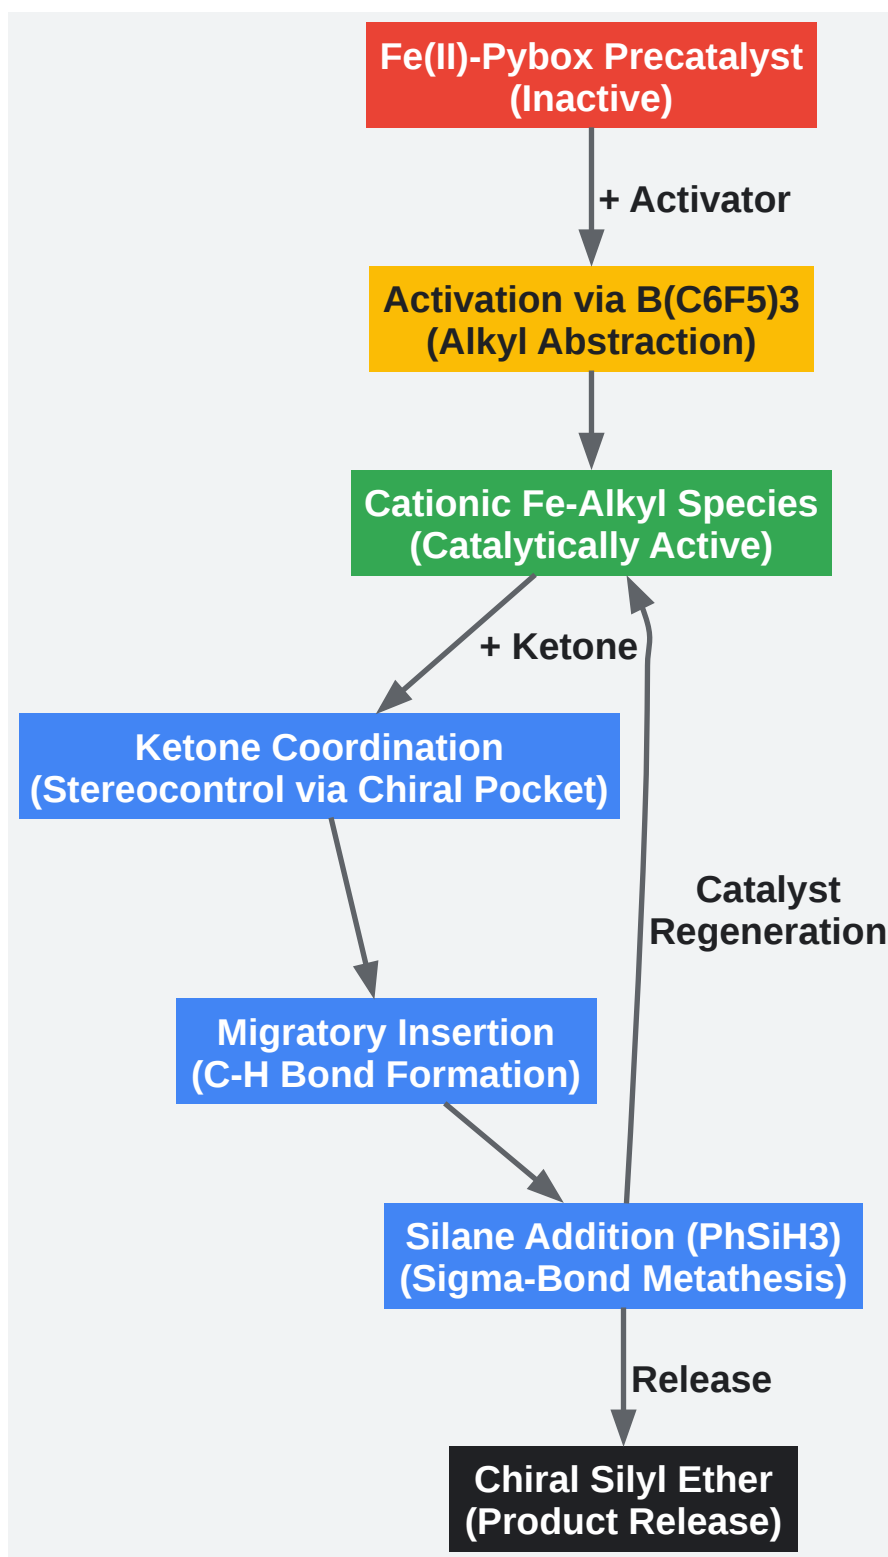 Fe(II)-Pybox Precatalyst
(Inactive)
+ Activator
Activation via B(C6F5)3
(Alkyl Abstraction)
Cationic Fe-Alkyl Species
(Catalytically Active)
+ Ketone
Ketone Coordination
(Stereocontrol via Chiral Pocket)
Catalyst
Regeneration
Migratory Insertion
(C-H Bond Formation)
Silane Addition (PhSiH3)
(Sigma-Bond Metathesis)
Release
Chiral Silyl Ether
(Product Release)